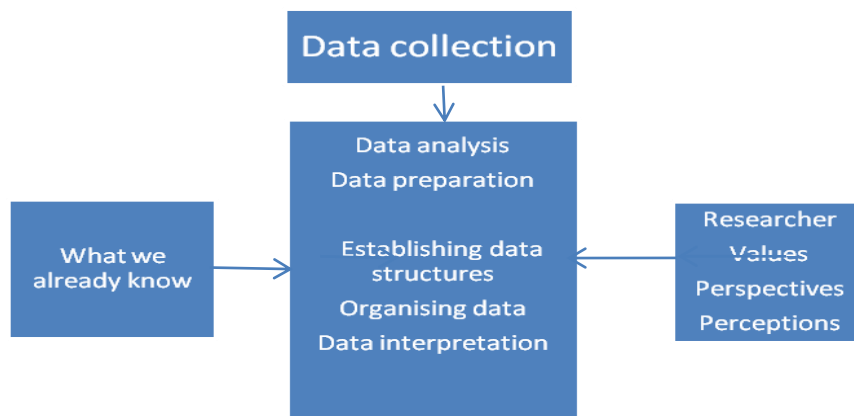 Data collection
Data analysis
Data preparation
What we
already know
Establishing data
structures
Organising data
Data interpretation
Researcher
Values
Perspectives
Perceptions